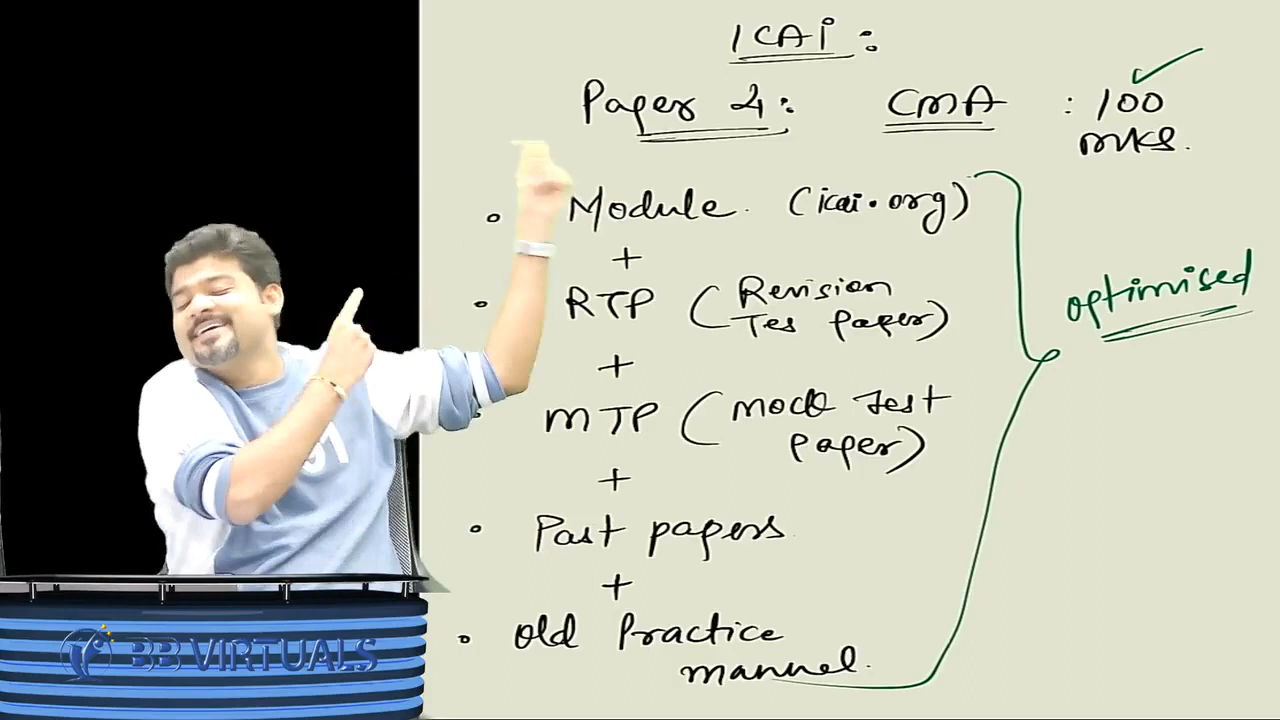 ICAI :
Paper 4 : CMA : 100
mks.
• Module. (icai.org)
+
• RTP (Revision
Tes paper)
+
optimised
• MTP (Mock Test
paper)
+
• Past papers
+
• Old Practice
mannel.
BB VIRTUALS